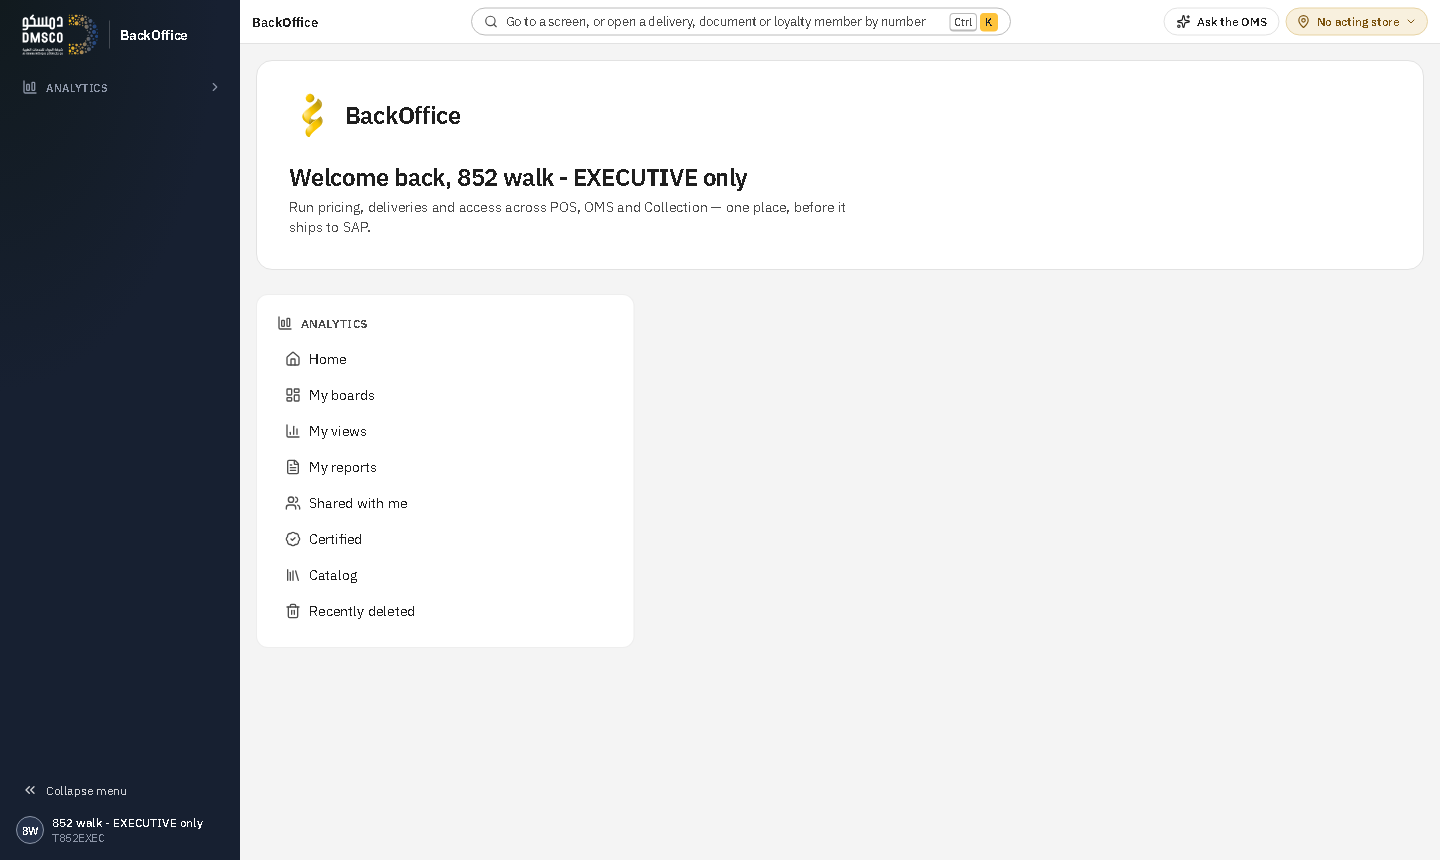 دمسكو
DMSCO
BackOffice
ANALYTICS
Collapse menu
8W
852 walk - EXECUTIVE only
T852EXEC
BackOffice
Go to a screen, or open a delivery, document or loyalty member by number
Ctrl
K
Ask the OMS
No acting store
BackOffice
Welcome back, 852 walk - EXECUTIVE only
Run pricing, deliveries and access across POS, OMS and Collection — one place, before it
ships to SAP.
ANALYTICS
Home
My boards
My views
My reports
Shared with me
Certified
Catalog
Recently deleted